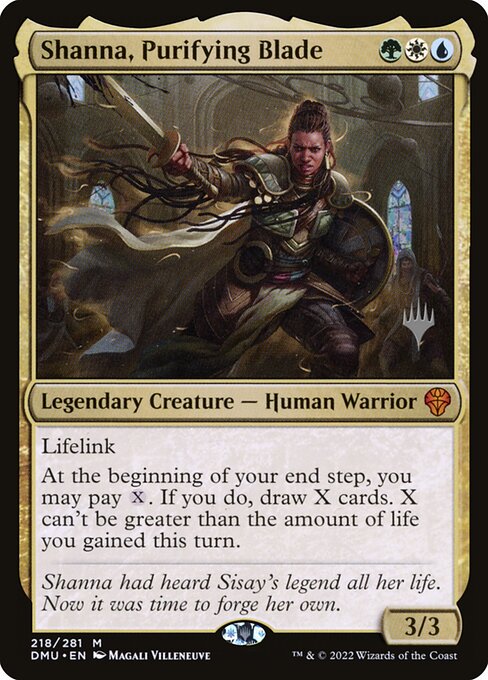 Shanna, Purifying Blade
Legendary Creature — Human Warrior
Lifelink
At the beginning of your end step, you
may pay X. If you do, draw X cards. X
can't be greater than the amount of life
you gained this turn.
Shanna had heard Sisay's legend all her life.
Now it was time to forge her own.
3/3
218/281 M
DMU • EN Magali Villeneuve
™ & © 2022 Wizards of the Coast